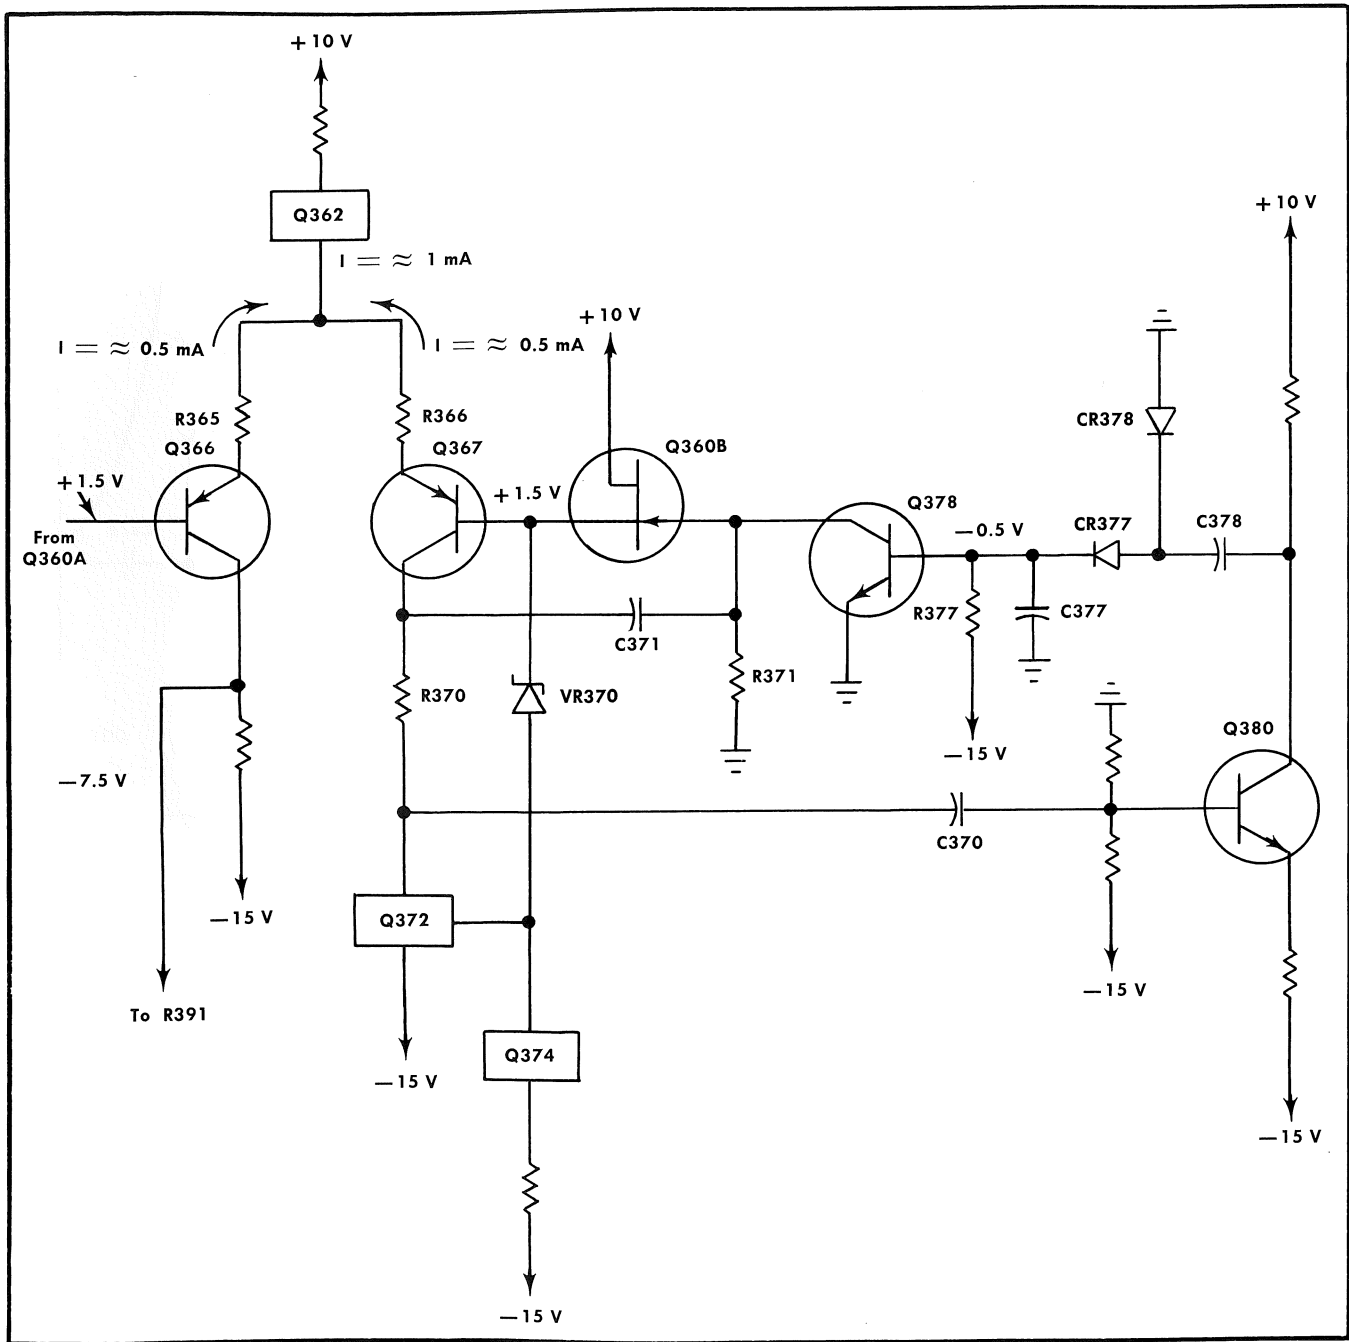 +10 V
Q362
I = ≈ 1 mA
+10 V
I = ≈ 0.5 mA
I = ≈ 0.5 mA
+10 V
R365
R366
CR378
Q366
Q367
Q360B
+1.5 V
+1.5 V
Q378
From
Q360A
−0.5 V
CR377
C378
R377
C377
C371
R371
R370
VR370
−15 V
Q380
−7.5 V
C370
−15 V
Q372
−15 V
To R391
Q374
−15 V
−15 V
−15 V